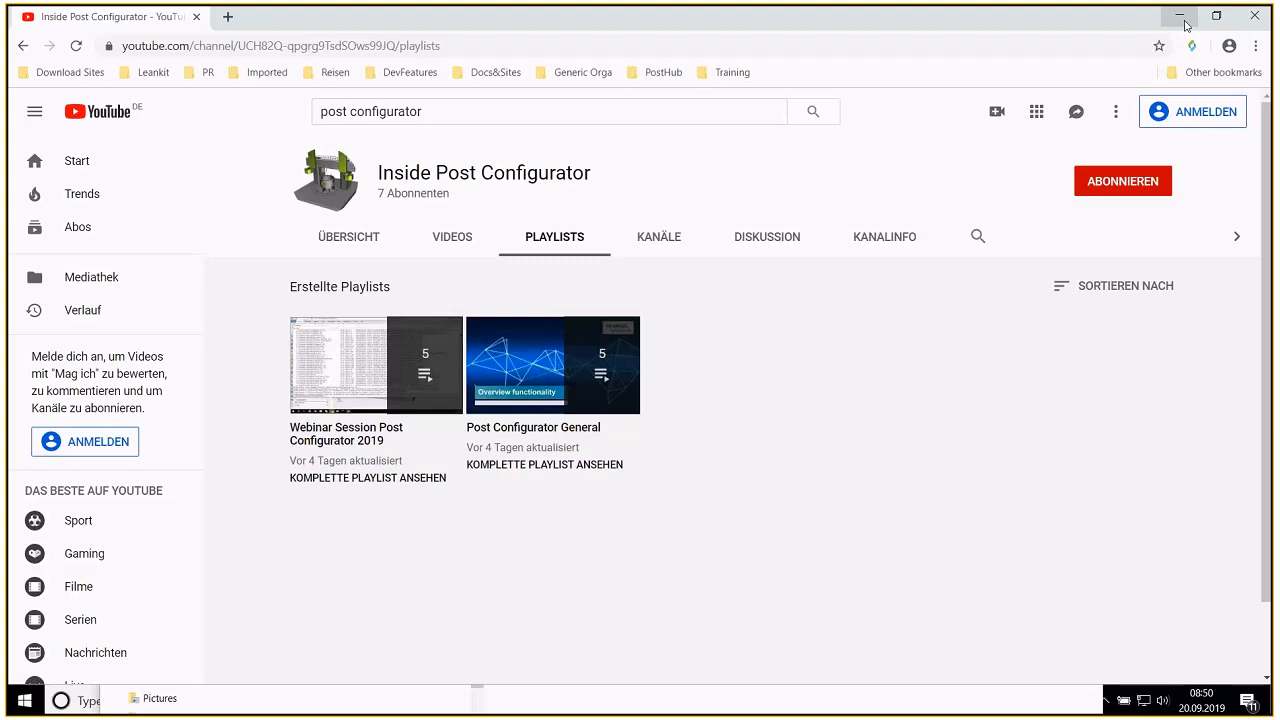 Inside Post Configurator - YouTu
youtube.com/channel/UCH82Q-qpgrg9TsdSOws99JQ/playlists
Download Sites
Leankit
PR
Imported
Reisen
DevFeatures
Docs&Sites
Generic Orga
PostHub
Training
Other bookmarks
YouTube DE
post configurator
ANMELDEN
Start
Trends
Abos
Mediathek
Verlauf
Melde dich an, um Videos
mit "Mag ich" zu bewerten,
zu kommentieren und um
Kanäle zu abonnieren.
ANMELDEN
DAS BESTE AUF YOUTUBE
Sport
Gaming
Filme
Serien
Nachrichten
Inside Post Configurator
7 Abonnenten
ABONNIEREN
ÜBERSICHT
VIDEOS
PLAYLISTS
KANÄLE
DISKUSSION
KANALINFO
Erstellte Playlists
SORTIEREN NACH
5
Webinar Session Post
Configurator 2019
Vor 4 Tagen aktualisiert
KOMPLETTE PLAYLIST ANSEHEN
5
Overview functionality
Post Configurator General
Vor 4 Tagen aktualisiert
KOMPLETTE PLAYLIST ANSEHEN
Type
Pictures
08:50
20.09.2019